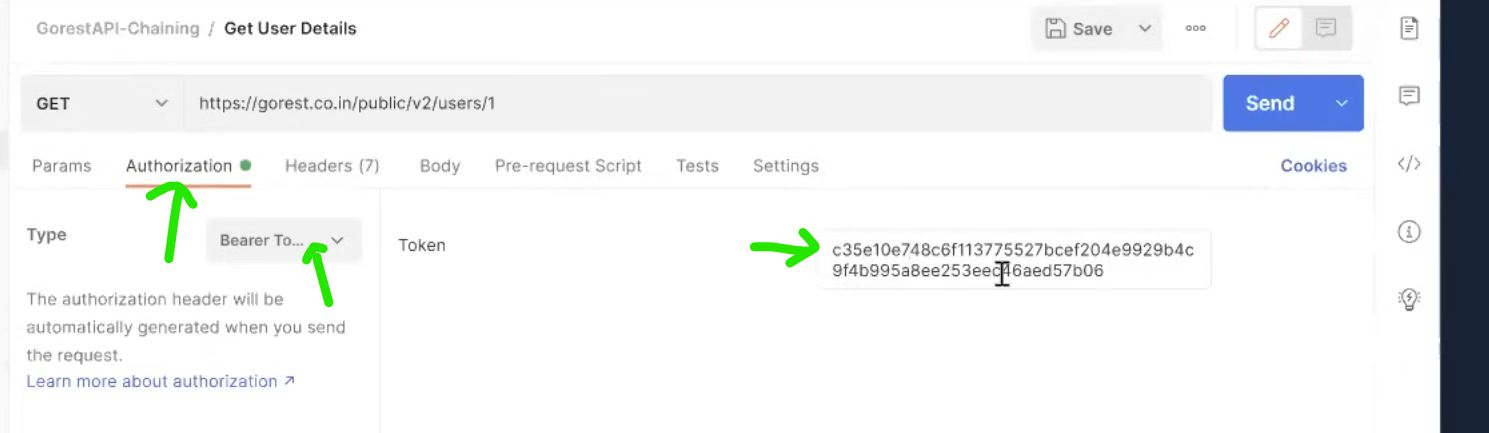 GorestAPI-Chaining / Get User Details
Save
GET
https://gorest.co.in/public/v2/users/1
Send
Params
Authorization
Headers (7)
Body
Pre-request Script
Tests
Settings
Cookies
Type
Bearer To...
Token
c35e10e748c6f113775527bcef204e9929b4c
9f4b995a8ee253eec46aed57b06
The authorization header will be
automatically generated when you send
the request.
Learn more about authorization ↗